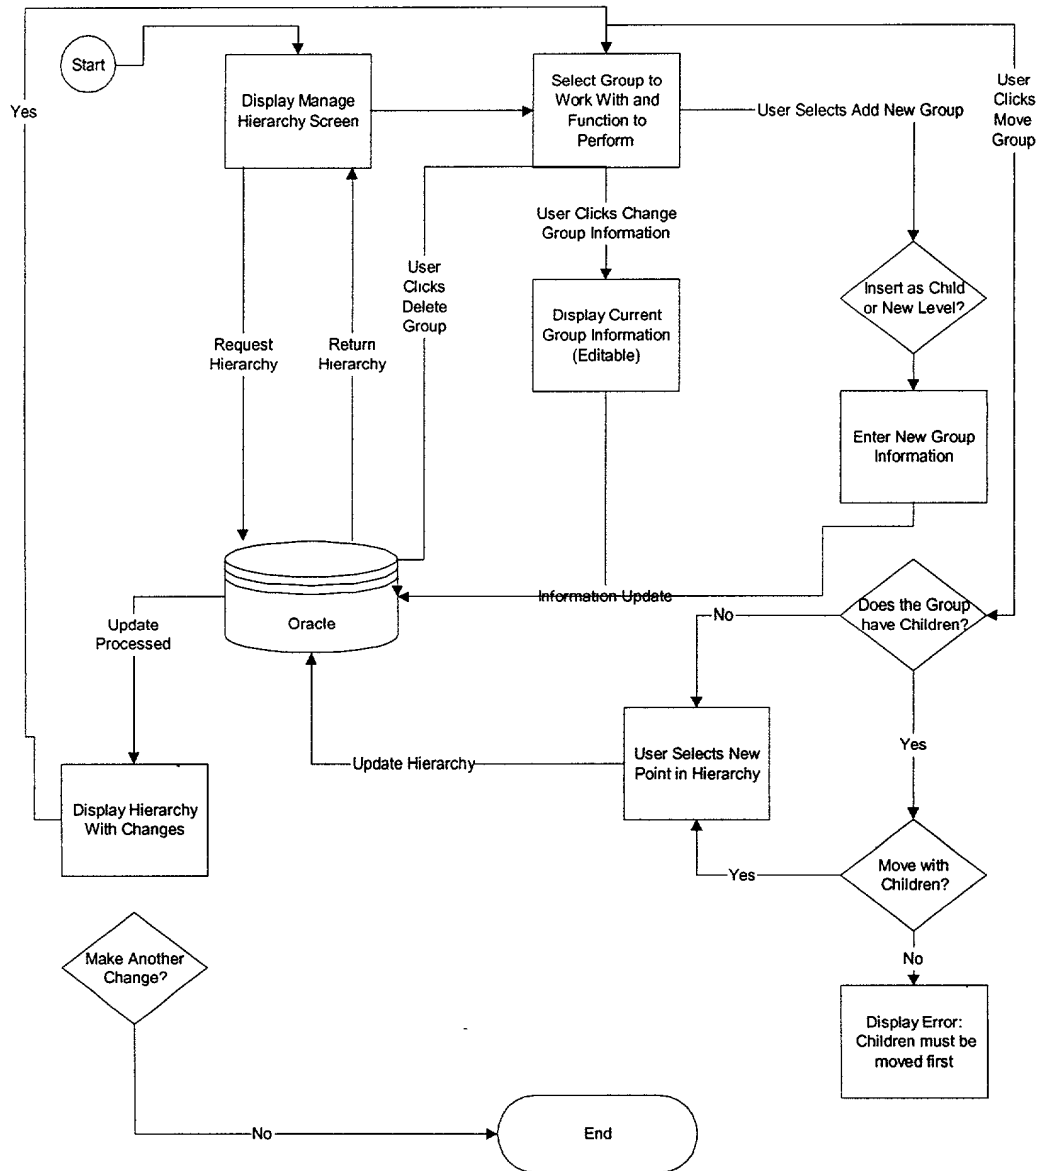 Start
Yes
Display Manage
Hierarchy Screen
Select Group to
Work With and
Function to
Perform
User Selects Add New Group
User
Clicks
Move
Group
User Clicks Change
Group Information
User
Clicks
Delete
Group
Insert as Child
or New Level?
Display Current
Group Information
(Editable)
Request
Hierarchy
Return
Hierarchy
Enter New Group
Information
Information Update
Oracle
Does the Group
have Children?
No
Update
Processed
Yes
User Selects New
Point in Hierarchy
Update Hierarchy
Display Hierarchy
With Changes
Move with
Children?
Yes
No
Make Another
Change?
Display Error:
Children must be
moved first
No
End